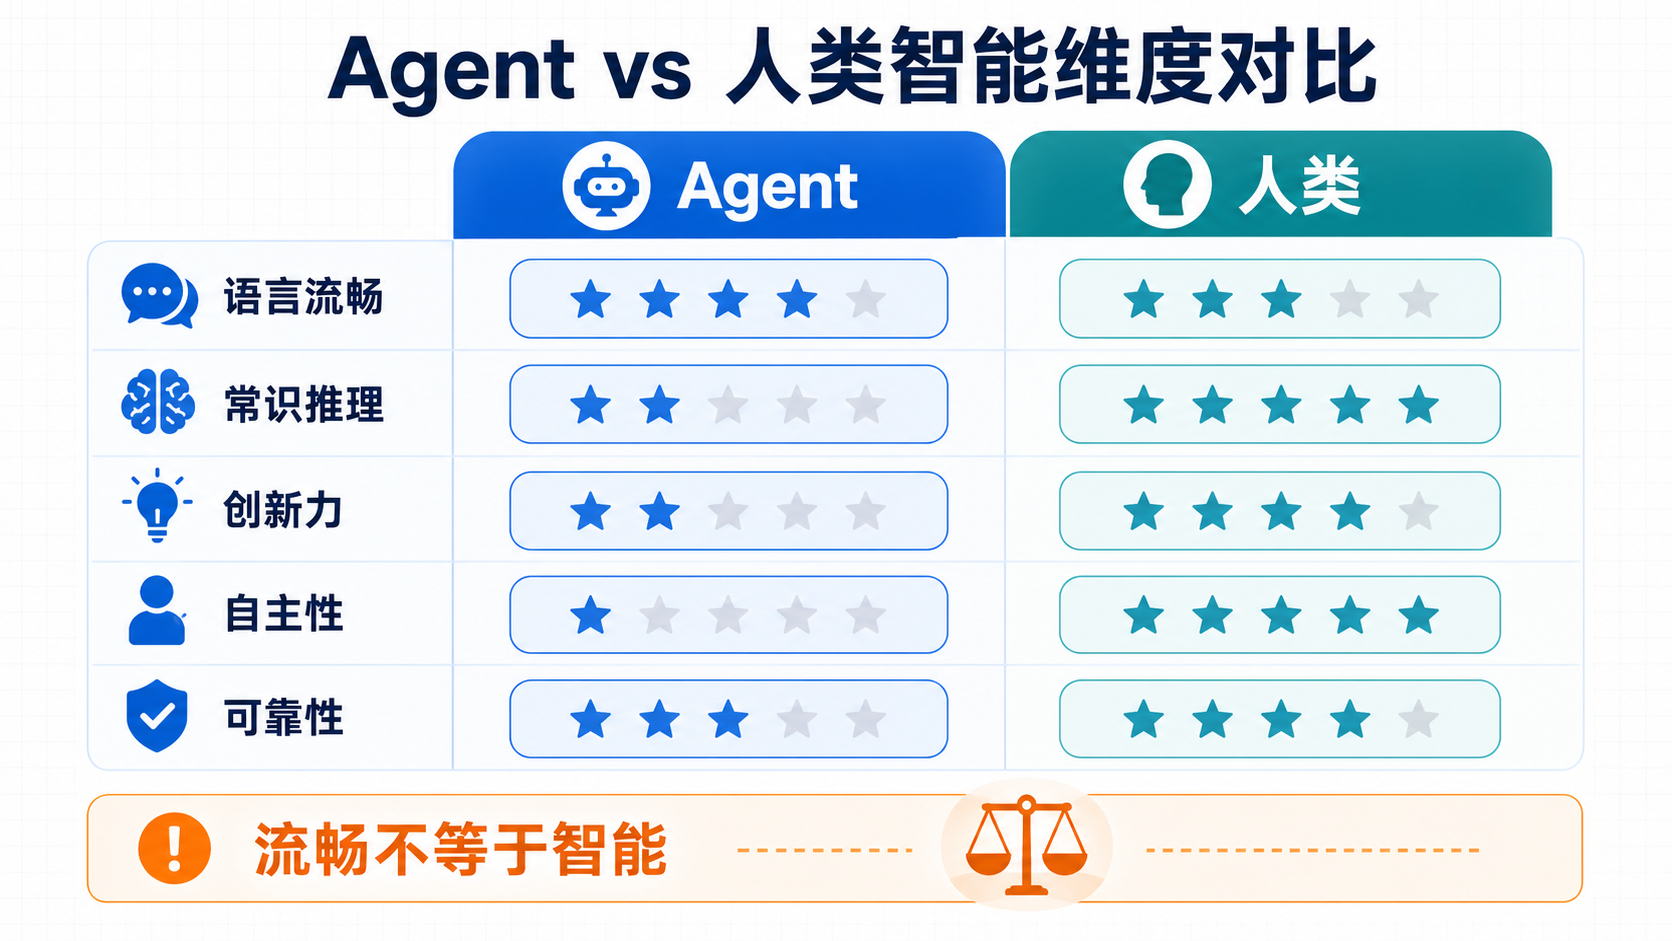 Agent vs 人类智能维度对比
Agent
人类
语言流畅
常识推理
创新力
自主性
可靠性
流畅不等于智能